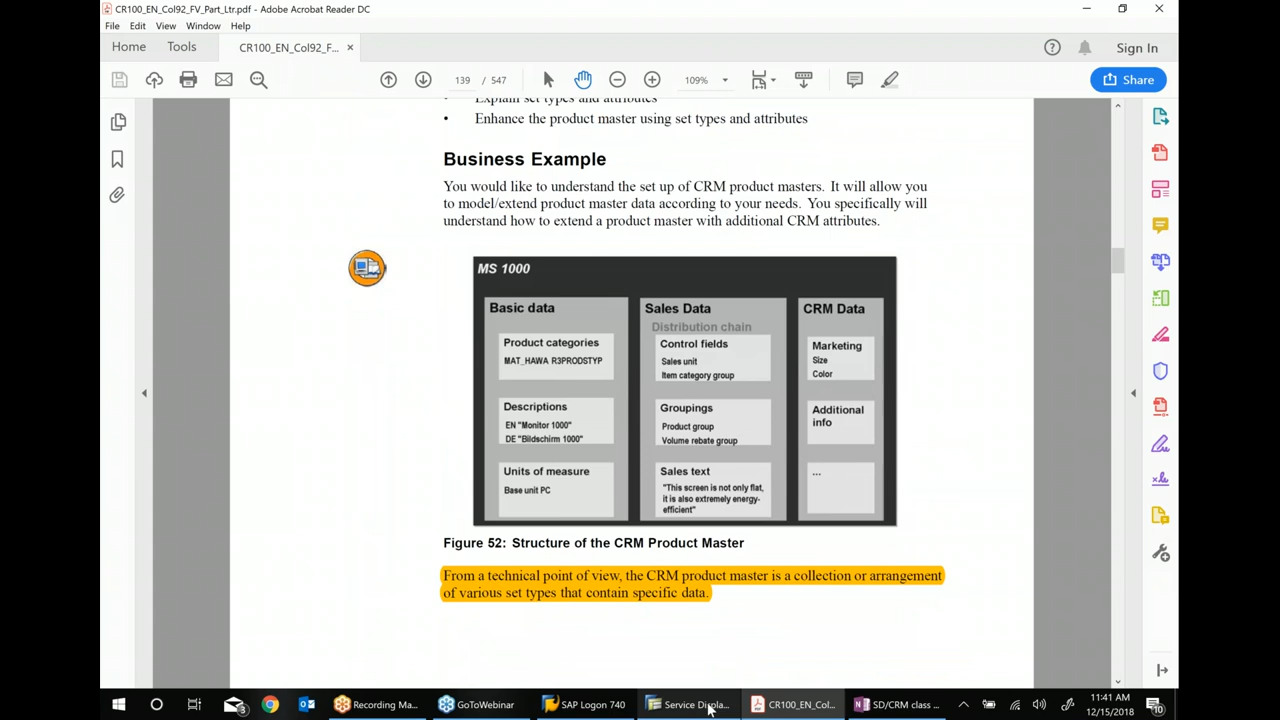 CR100_EN_Col92_FV_Part_Ltr.pdf - Adobe Acrobat Reader DC
File Edit View Window Help
Home Tools CR100_EN_Col92_F... × Sign In
139 / 547 109% Share
Explain set types and attributes
• Enhance the product master using set types and attributes
Business Example
You would like to understand the set up of CRM product masters. It will allow you
to model/extend product master data according to your needs. You specifically will
understand how to extend a product master with additional CRM attributes.
MS 1000
Basic data
Product categories
MAT_HAWA R3PRODSTYP
Descriptions
EN "Monitor 1000"
DE "Bildschirm 1000"
Units of measure
Base unit PC
Sales Data
Distribution chain
Control fields
Sales unit
Item category group
Groupings
Product group
Volume rebate group
Sales text
"This screen is not only flat,
it is also extremely energy-
efficient"
CRM Data
Marketing
Size
Color
Additional
info
...
Figure 52: Structure of the CRM Product Master
From a technical point of view, the CRM product master is a collection or arrangement
of various set types that contain specific data.
Recording Ma... GoToWebinar SAP Logon 740 Service Displa... CR100_EN_Col... SD/CRM class ...
11:41 AM
12/15/2018